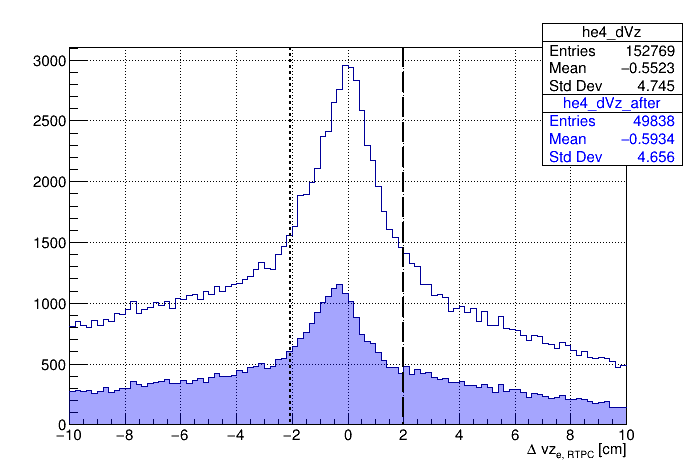 he4_dVz
Entries 152769
Mean −0.5523
Std Dev 4.745
he4_dVz_after
Entries 49838
Mean −0.5934
Std Dev 4.656
3000
2500
2000
1500
1000
500
0
−10 −8 −6 −4 −2 0 2 4 6 8 10
Δ vz_e, RTPC [cm]